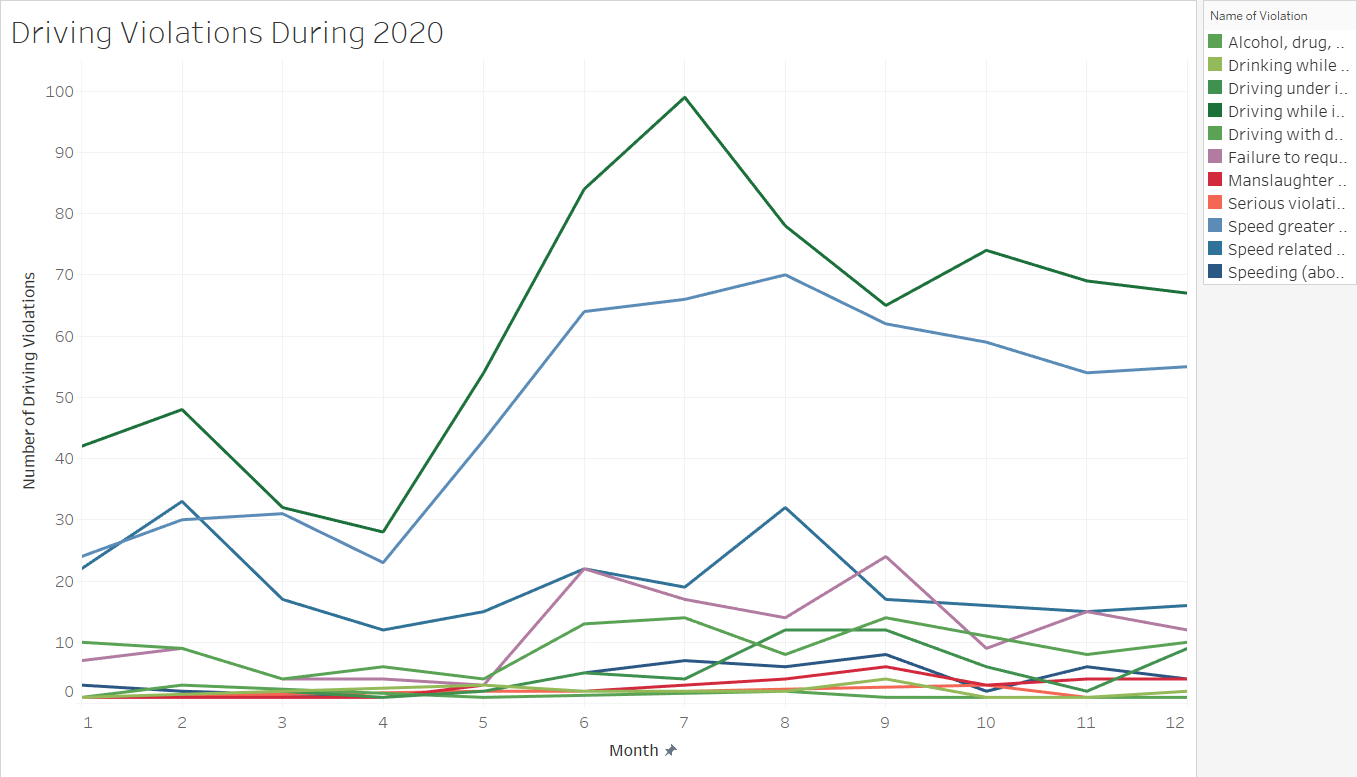 Driving Violations During 2020
Name of Violation
Alcohol, drug, ..
Drinking while ..
Driving under i..
Driving while i..
Driving with d..
Failure to requ..
Manslaughter ..
Serious violati..
Speed greater ..
Speed related ..
Speeding (abo..
Number of Driving Violations
100
90
80
70
60
50
40
30
20
10
0
1 2 3 4 5 6 7 8 9 10 11 12
Month